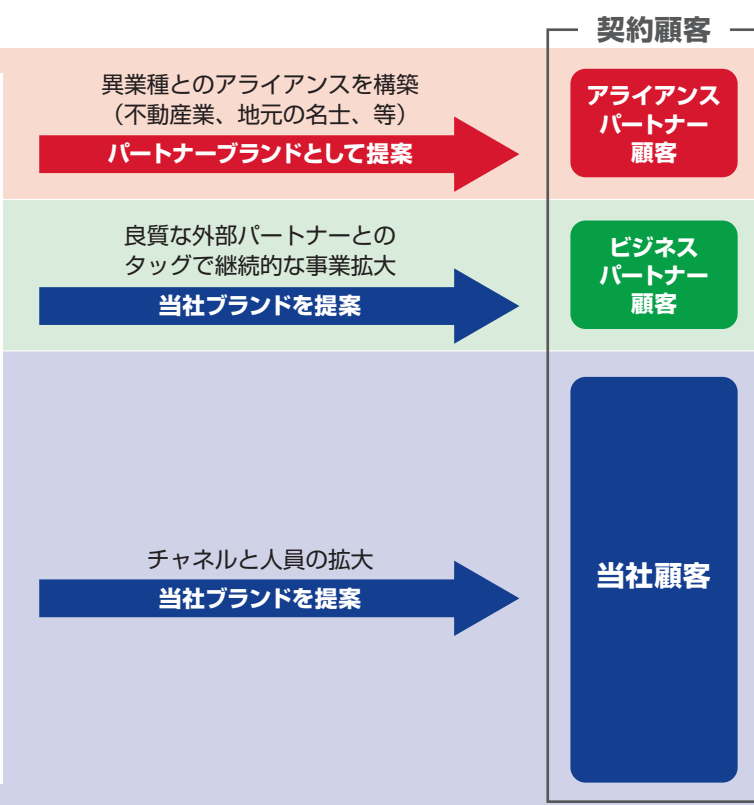 契約顧客
異業種とのアライアンスを構築
（不動産業、地元の名士、等）
パートナーブランドとして提案
アライアンス
パートナー
顧客
良質な外部パートナーとの
タッグで継続的な事業拡大
当社ブランドを提案
ビジネス
パートナー
顧客
チャネルと人員の拡大
当社ブランドを提案
当社顧客